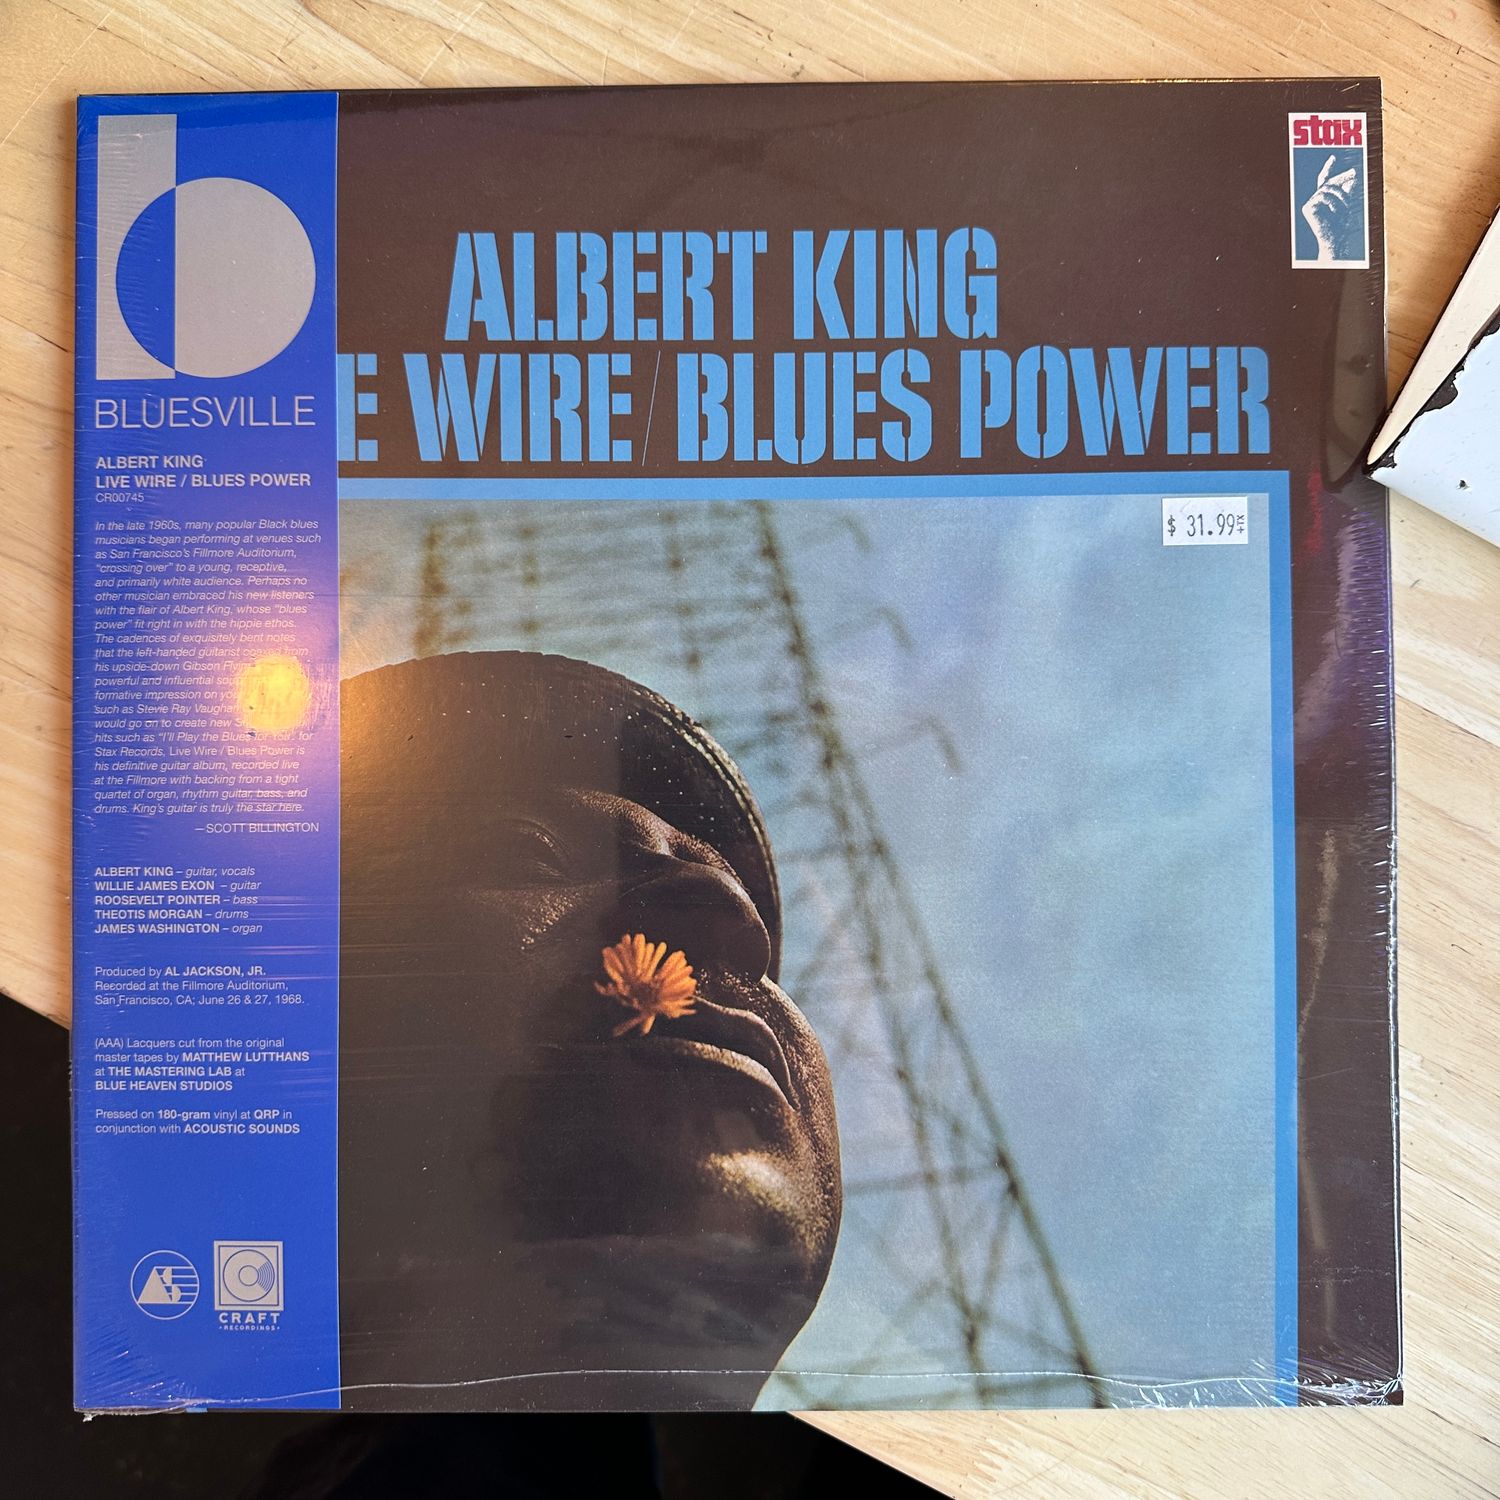 BLUESVILLE
ALBERT KING
LIVE WIRE / BLUES POWER
CR00745
In the late 1960s, many popular Black blues
musicians began performing at venues such
as San Francisco's Fillmore Auditorium,
"crossing over" to a young, receptive,
and primarily white audience. Perhaps no
other musician embraced his new listeners
with the flair of Albert King, whose "blues
power" fit right in with the hippie ethos.
The cadences of exquisitely bent notes
that the left-handed guitarist coaxed from
his upside-down Gibson
powerful and influential
formative impression on
such as Stevie Ray
would go on to create new
hits such as "I'll Play the Blues for You" for
Stax Records, Live Wire / Blues Power is
his definitive guitar album, recorded live
at the Fillmore with backing from a tight
quartet of organ, rhythm guitar, bass, and
drums. King's guitar is truly the star here.
—SCOTT BILLINGTON
ALBERT KING – guitar, vocals
WILLIE JAMES EXON – guitar
ROOSEVELT POINTER – bass
THEOTIS MORGAN – drums
JAMES WASHINGTON – organ
Produced by AL JACKSON, JR.
Recorded at the Fillmore Auditorium,
San Francisco, CA; June 26 & 27, 1968.
(AAA) Lacquers cut from the original
master tapes by MATTHEW LUTTHANS
at THE MASTERING LAB at
BLUE HEAVEN STUDIOS
Pressed on 180-gram vinyl at QRP in
conjunction with ACOUSTIC SOUNDS
AS
CRAFT
RECORDINGS
stax
ALBERT KING
E WIRE / BLUES POWER
$ 31.99+TX